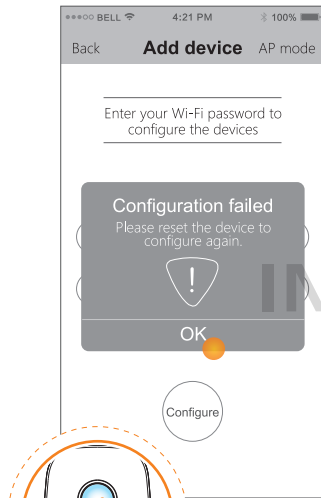 BELL 4:21 PM 100%
Back Add device AP mode
Enter your Wi-Fi password to
configure the devices
Configuration failed
Please reset the device to
configure again.
!
OK
Configure